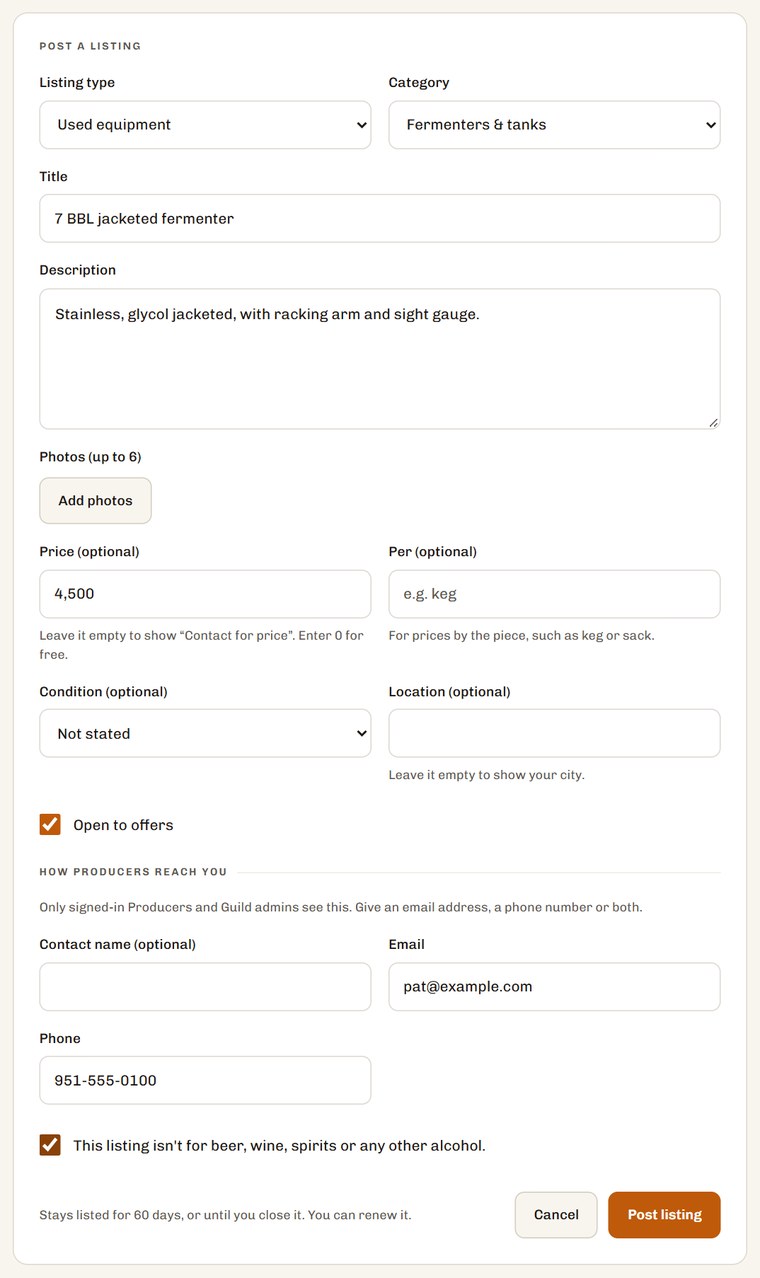 POST A LISTING
Listing type
Category
Used equipment
Fermenters & tanks
Title
7 BBL jacketed fermenter
Description
Stainless, glycol jacketed, with racking arm and sight gauge.
Photos (up to 6)
Add photos
Price (optional)
Per (optional)
4,500
e.g. keg
Leave it empty to show “Contact for price”. Enter 0 for
free.
For prices by the piece, such as keg or sack.
Condition (optional)
Location (optional)
Not stated
Leave it empty to show your city.
Open to offers
HOW PRODUCERS REACH YOU
Only signed-in Producers and Guild admins see this. Give an email address, a phone number or both.
Contact name (optional)
Email
pat@example.com
Phone
951-555-0100
This listing isn't for beer, wine, spirits or any other alcohol.
Stays listed for 60 days, or until you close it. You can renew it.
Cancel
Post listing